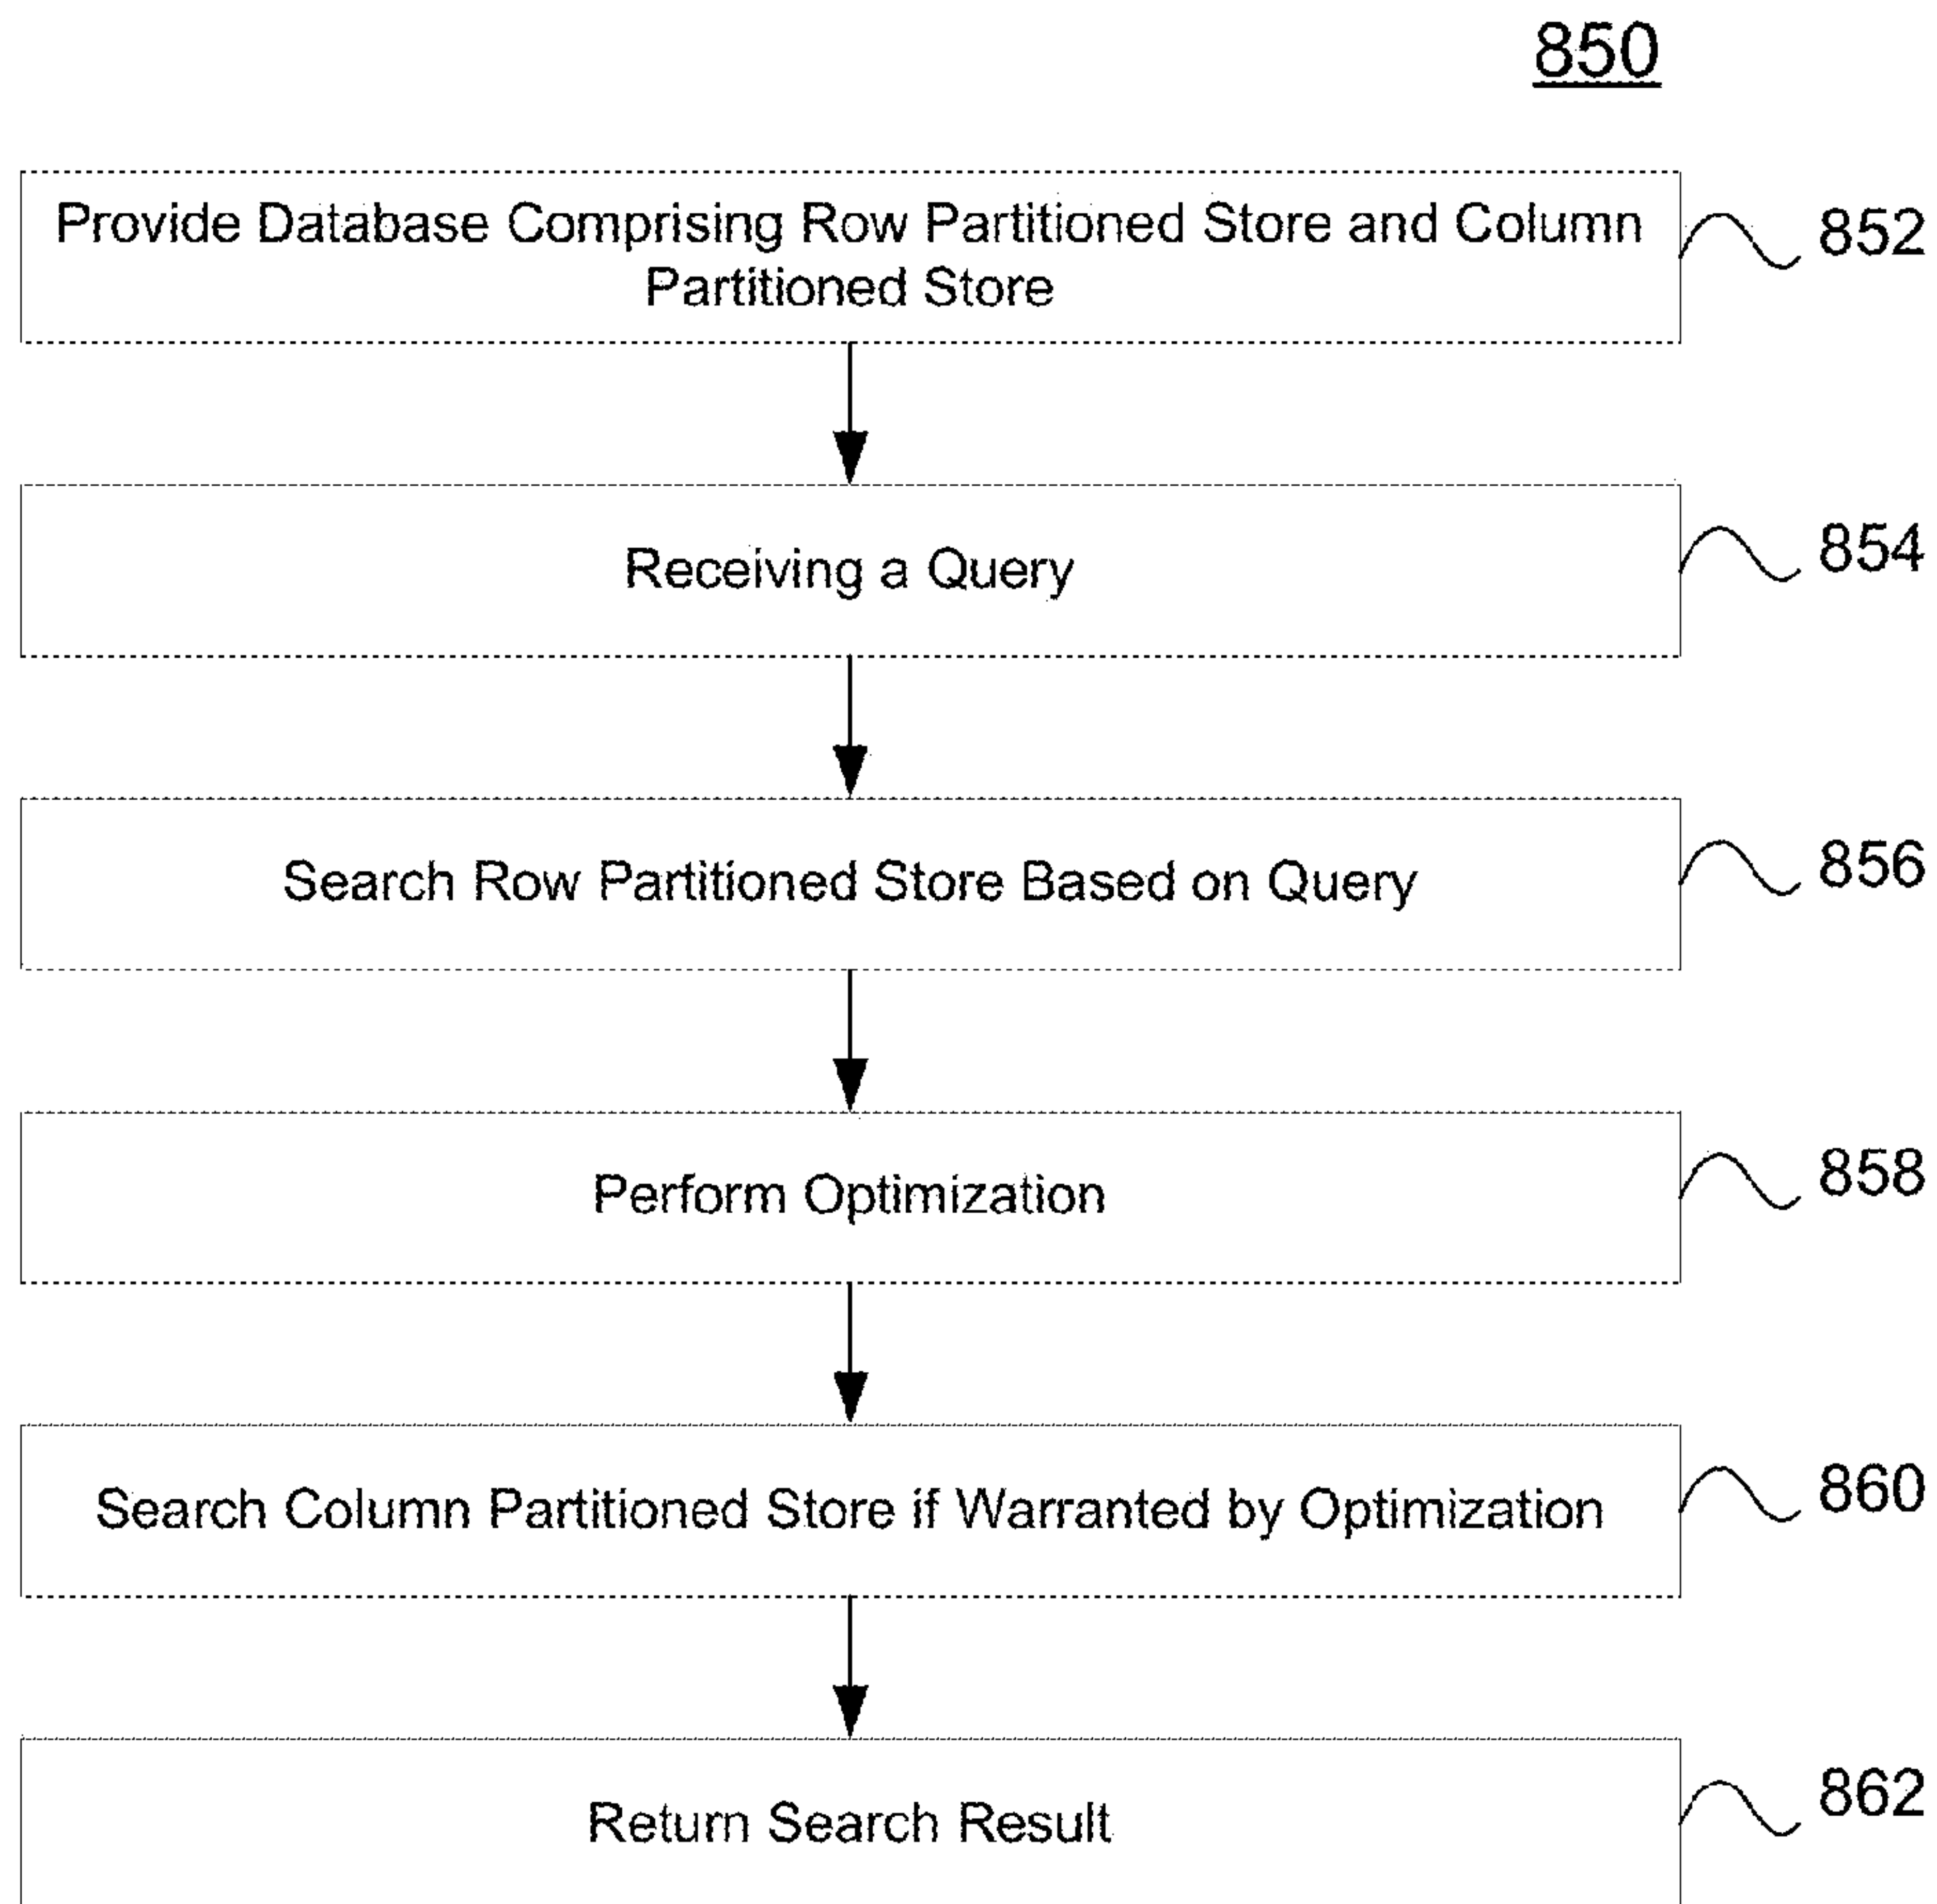 850
Provide Database Comprising Row Partitioned Store and Column
Partitioned Store
852
Receiving a Query
854
Search Row Partitioned Store Based on Query
856
Perform Optimization
858
Search Column Partitioned Store if Warranted by Optimization
860
Return Search Result
862